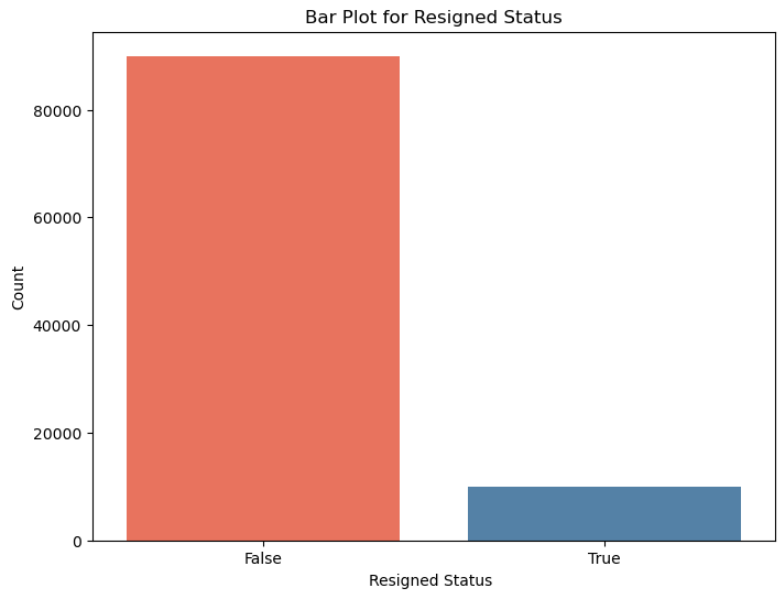 Bar Plot for Resigned Status
Count
80000
60000
40000
20000
0
False
True
Resigned Status